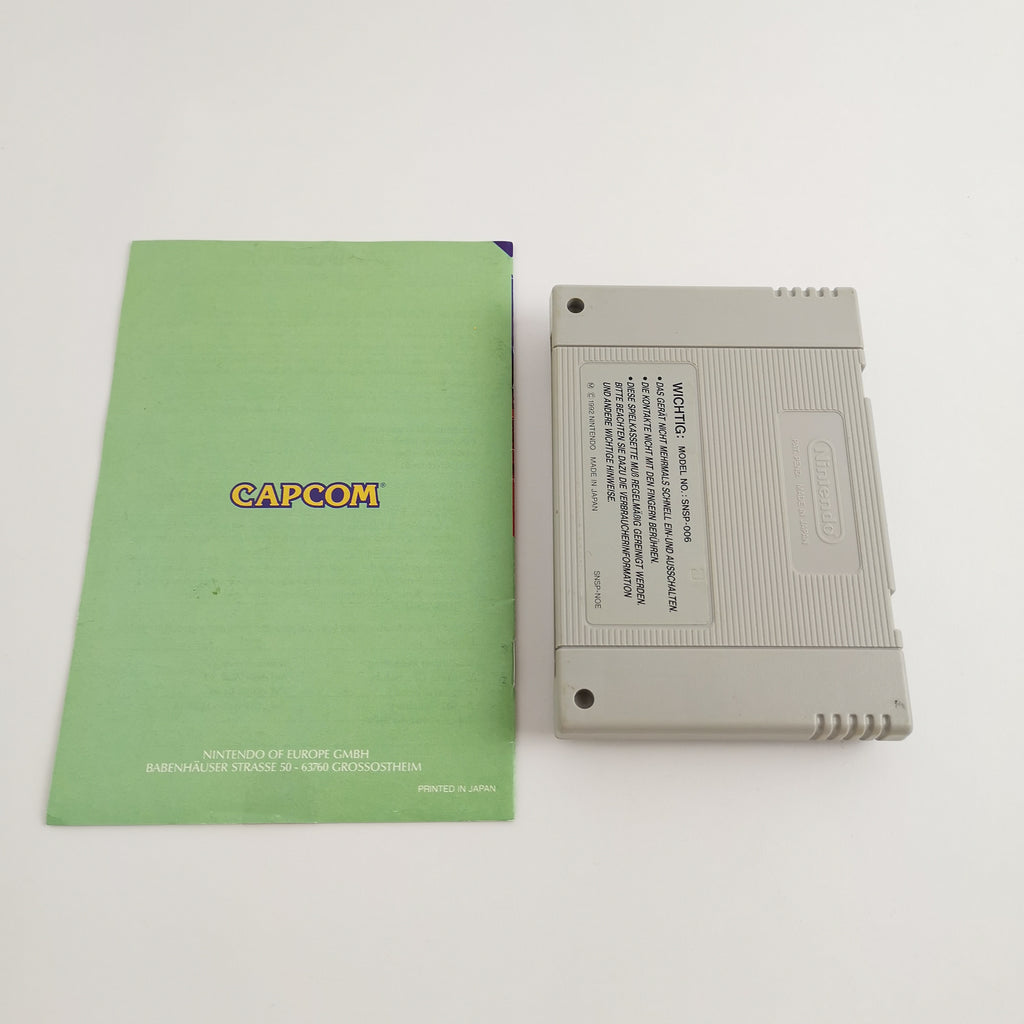 CAPCOM®
NINTENDO OF EUROPE GMBH
BABENHÄUSER STRASSE 50 - 63760 GROSSOSTHEIM
PRINTED IN JAPAN
WICHTIG: MODEL NO.: SNSP-006
• DAS GERÄT NICHT MEHRMALS SCHNELL EIN-UND AUSSCHALTEN.
• DIE KONTAKTE NICHT MIT DEN FINGERN BERÜHREN.
• DIESE SPIELKASSETTE MUß REGELMÄßIG GEREINIGT WERDEN.
BITTE BEACHTEN SIE DAZU DIE VERBRAUCHERINFORMATION
UND ANDERE WICHTIGE HINWEISE.
Ⓜ © 1992 NINTENDO MADE IN JAPAN SNSP-NOE
Nintendo
PAT. PEND. MADE IN JAPAN